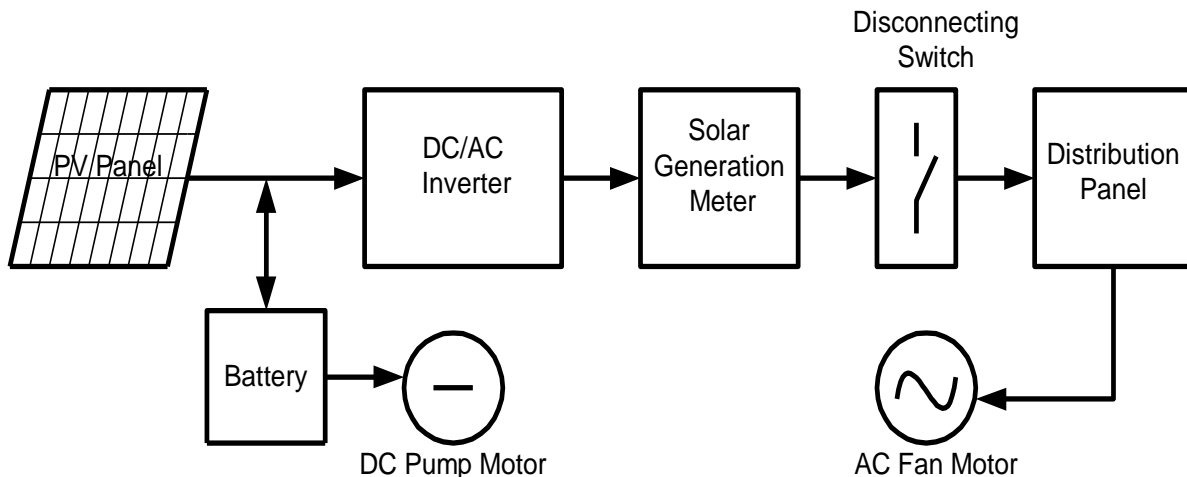 Disconnecting
Switch
PV Panel
DC/AC
Inverter
Solar
Generation
Meter
Distribution
Panel
Battery
DC Pump Motor
AC Fan Motor